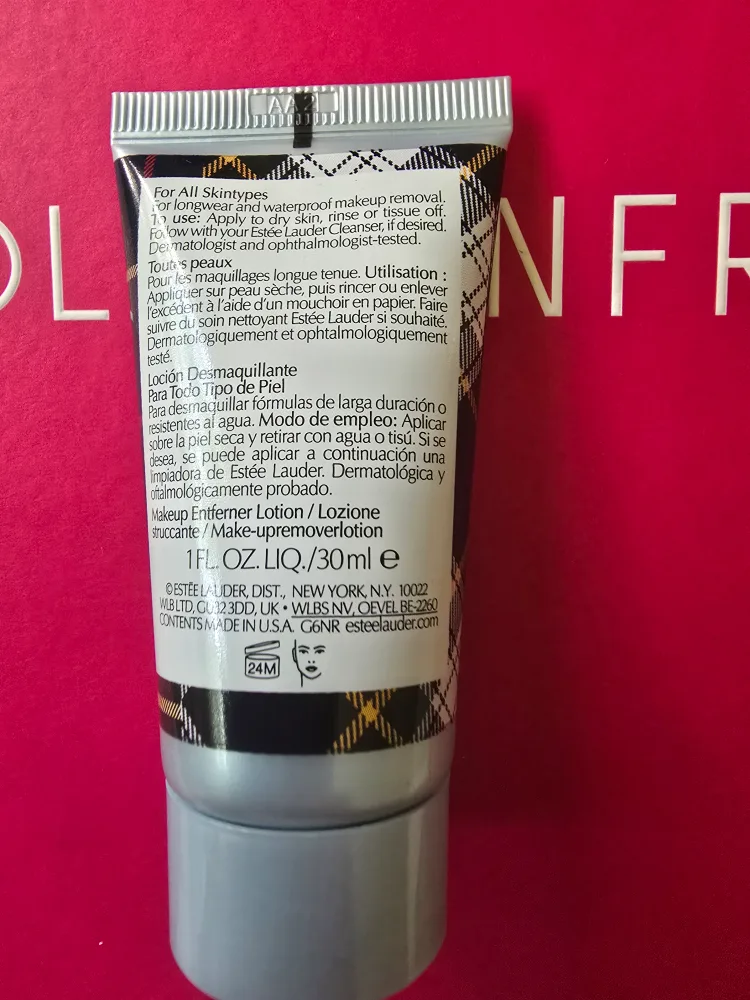 AA2
For All Skintypes
For longwear and waterproof makeup removal.
To use: Apply to dry skin, rinse or tissue off.
Follow with your Estée Lauder Cleanser, if desired.
Dermatologist and ophthalmologist-tested.
Toutes peaux
Pour les maquillages longue tenue. Utilisation :
Appliquer sur peau sèche, puis rincer ou enlever
l'excédent à l'aide d'un mouchoir en papier. Faire
suivre du soin nettoyant Estée Lauder si souhaité.
Dermatologiquement et ophtalmologiquement
testé.
Loción Desmaquillante
Para Todo Tipo de Piel
Para desmaquillar fórmulas de larga duración o
resistentes al agua. Modo de empleo: Aplicar
sobre la piel seca y retirar con agua o tisú. Si se
desea, se puede aplicar a continuación una
limpiadora de Estée Lauder. Dermatológica y
oftalmológicamente probado.
Makeup Entferner Lotion / Lozione
struccante / Make-upremoverlotion
1 FL. OZ. LIQ./30 ml e
© ESTĒE LAUDER, DIST., NEW YORK, N.Y. 10022
WLB LTD, GU32 3DD, UK • WLBS NV, OEVEL BE-2260
CONTENTS MADE IN U.S.A. G6NR esteelauder.com
24M